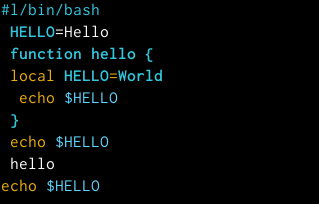 #l/bin/bash
HELLO=Hello
function hello {
local HELLO=World
echo $HELLO
}
echo $HELLO
hello
echo $HELLO